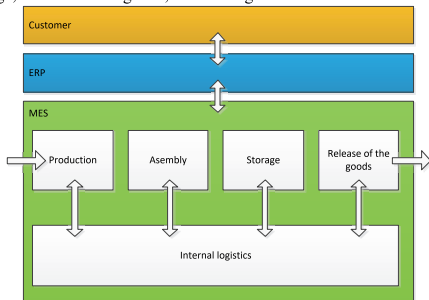 Customer
ERP
MES
Production
Asembly
Storage
Release of the
goods
Internal logistics